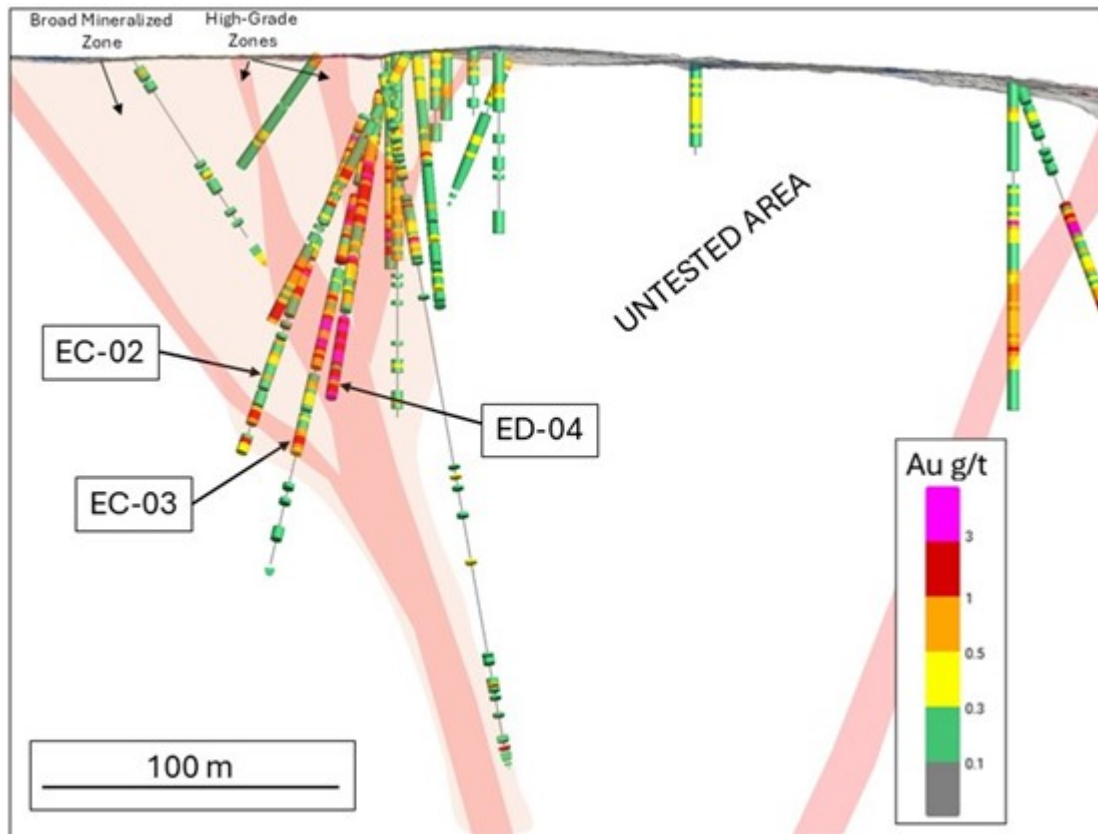 Broad Mineralized
Zone
High-Grade
Zones
UNTESTED AREA
EC-02
ED-04
EC-03
Au g/t
3
1
0.5
0.3
0.1
100 m